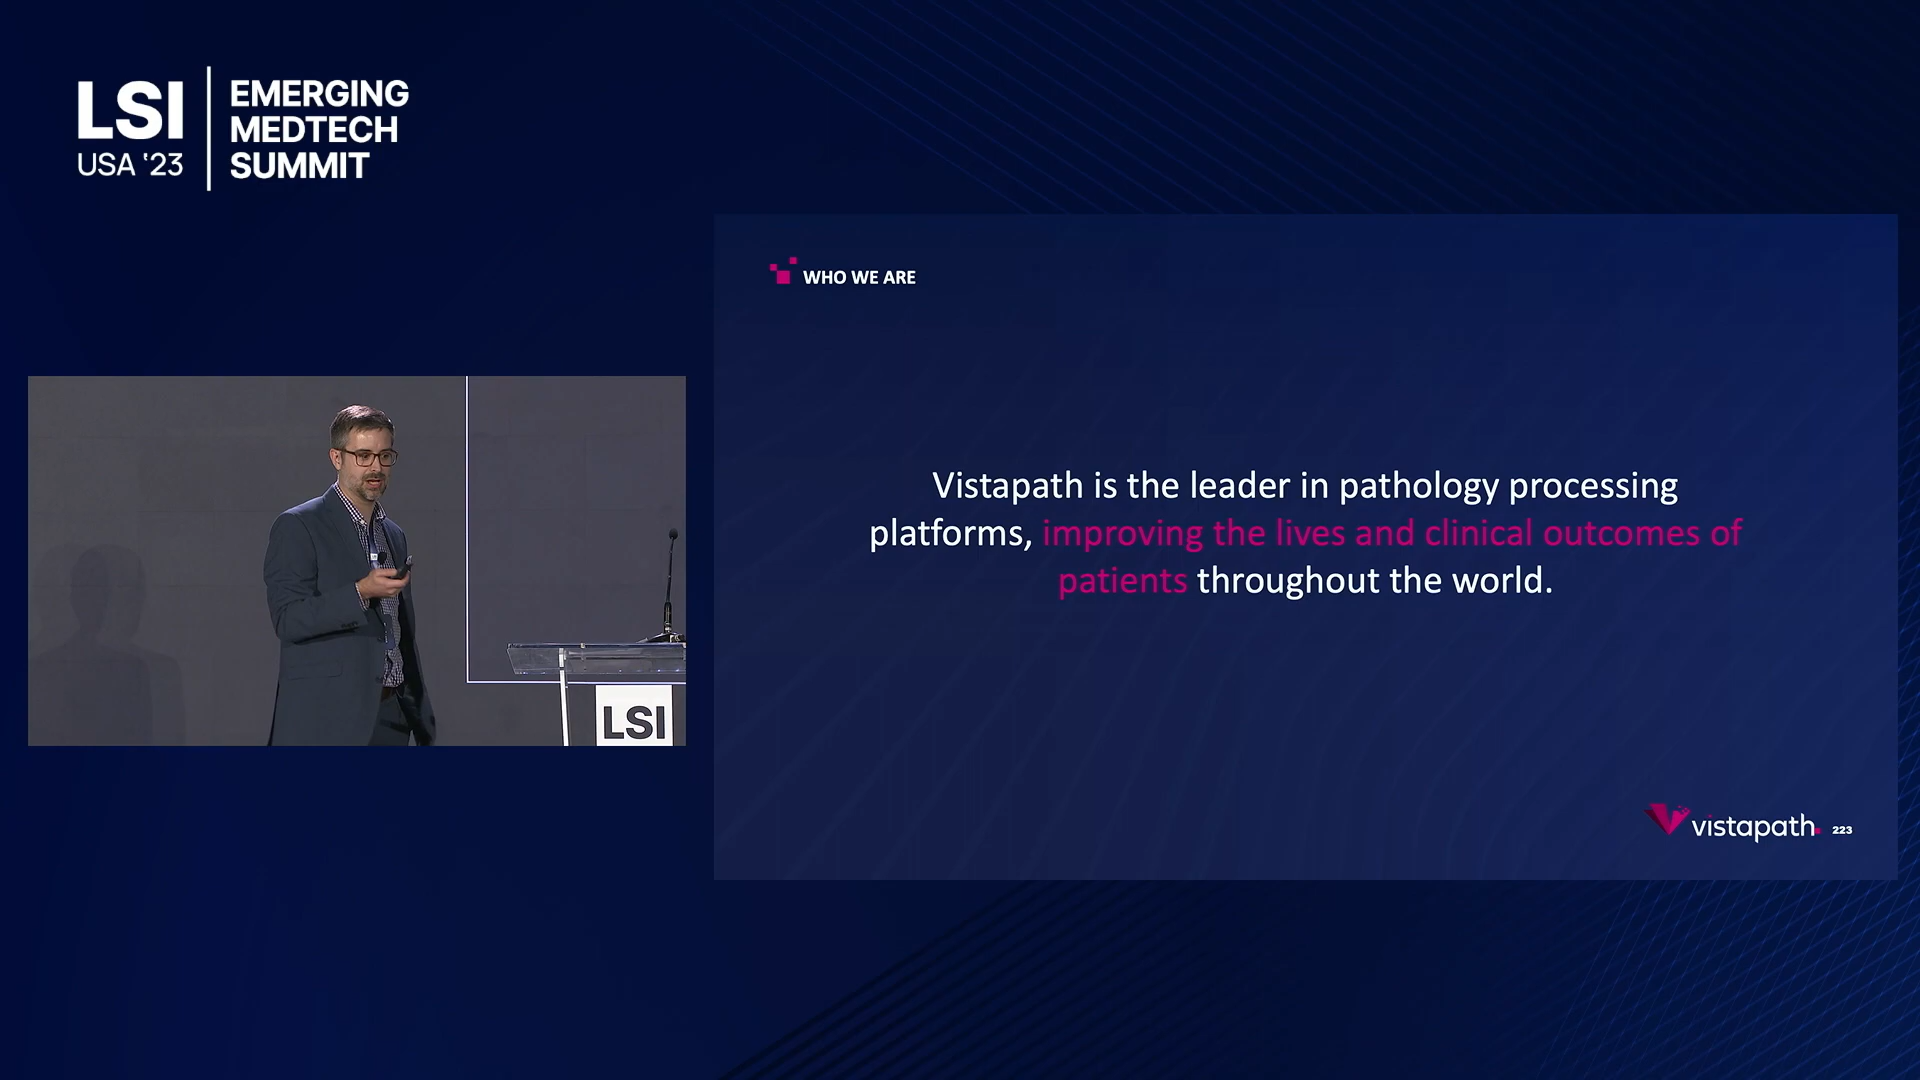 LSI
USA '23
EMERGING
MEDTECH
SUMMIT
WHO WE ARE
Vistapath is the leader in pathology processing
platforms, improving the lives and clinical outcomes of
patients throughout the world.
LSI
vistapath.
223